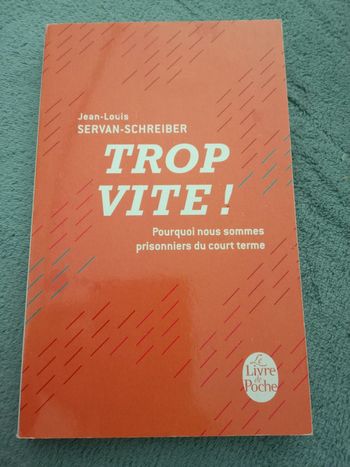 Jean-Louis
SERVAN-SCHREIBER
TROP
VITE !
Pourquoi nous sommes
prisonniers du court terme
Le
Livre
de
Poche